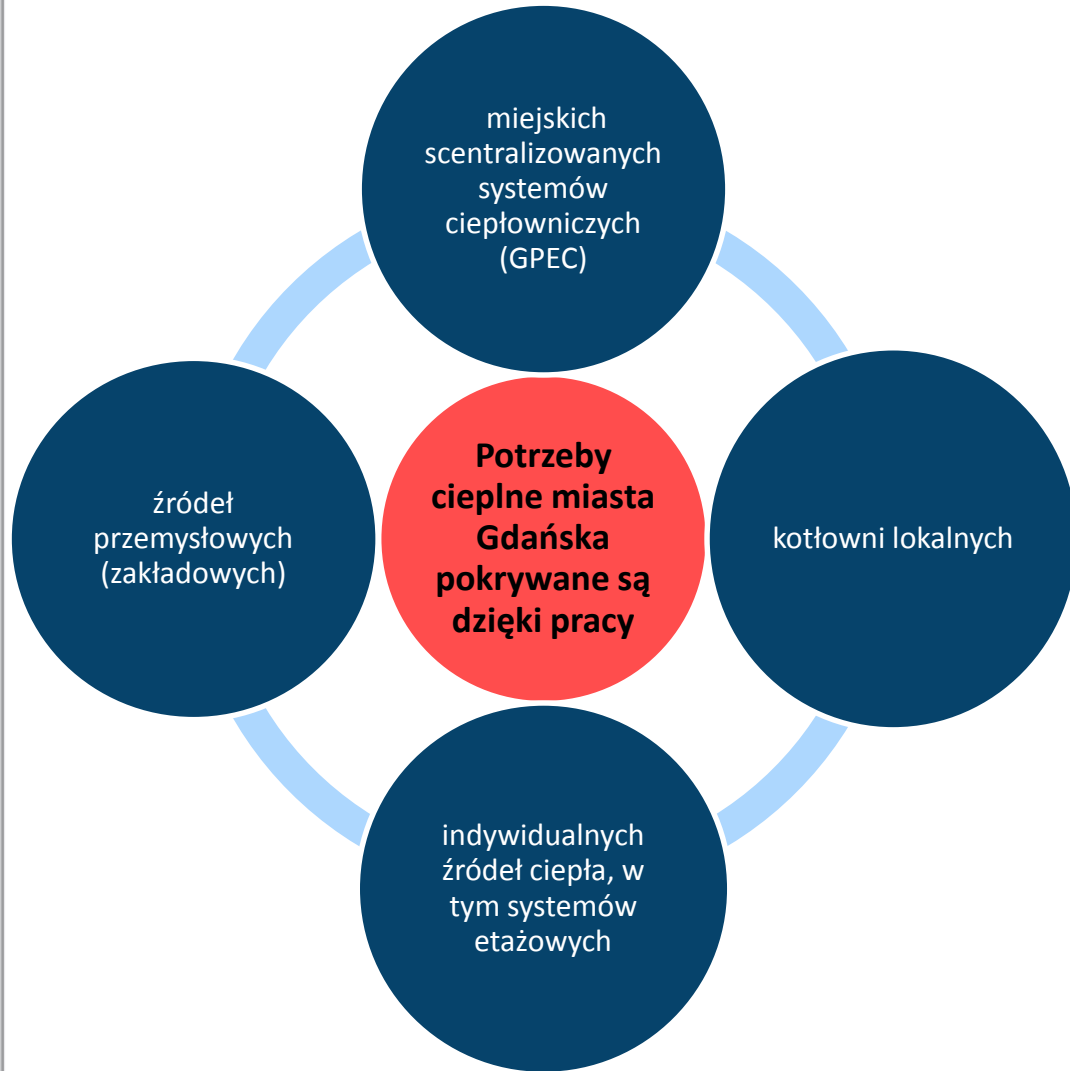 miejskich
scentralizowanych
systemów
ciepłowniczych
(GPEC)
źródeł
przemysłowych
(zakładowych)
Potrzeby
cieplne miasta
Gdańska
pokrywane są
dzięki pracy
kotłowni lokalnych
indywidualnych
źródeł ciepła, w
tym systemów
etażowych